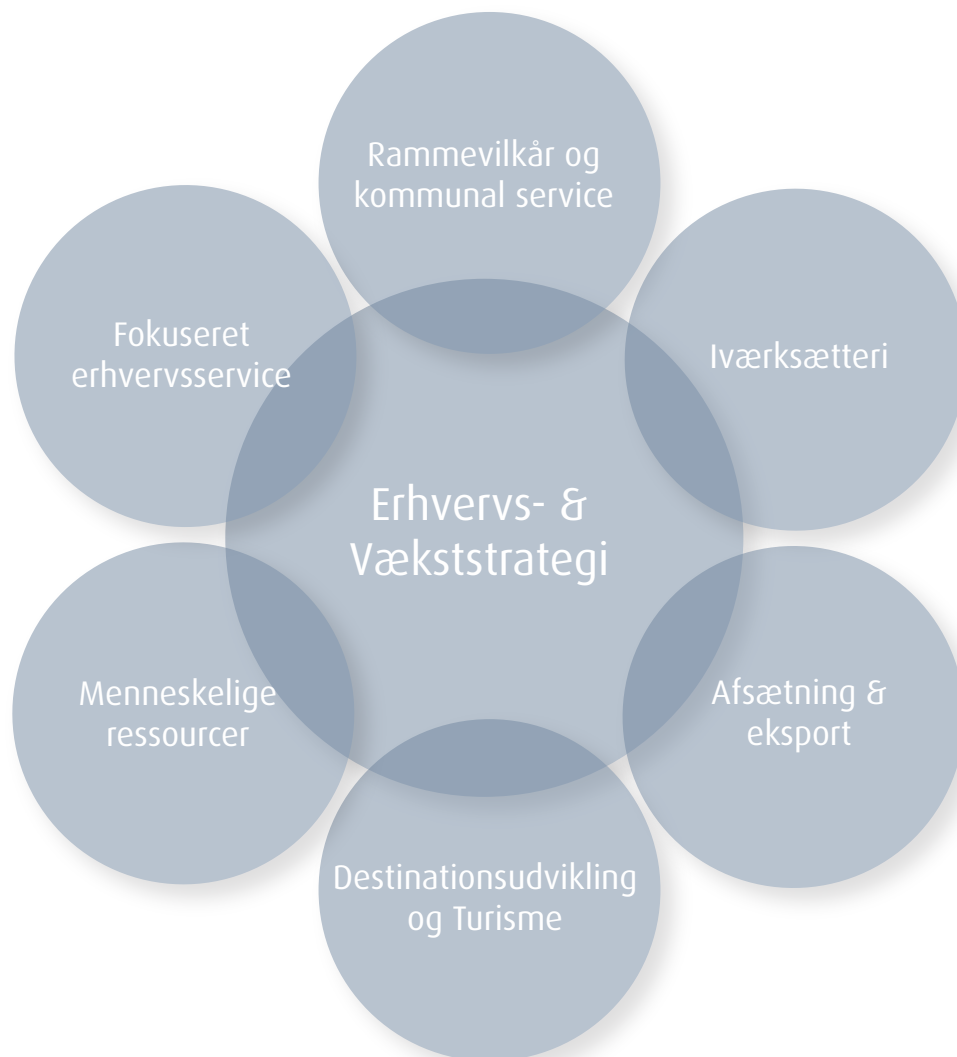 Rammevilkår og
kommunal service
Fokuseret
erhvervsservice
Iværksætteri
Erhvervs- &
Vækststrategi
Menneskelige
ressourcer
Afsætning &
eksport
Destinationsudvikling
og Turisme